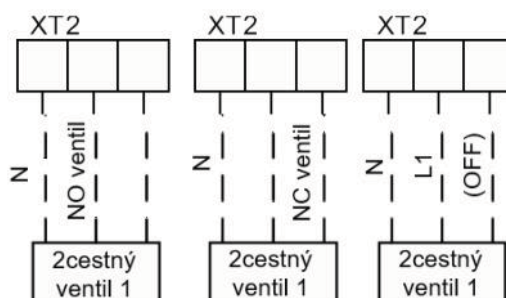 XT2 XT2 XT2
N NO ventil N NC ventil N L1 (OFF)
2cestný 2cestný 2cestný
ventil 1 ventil 1 ventil 1